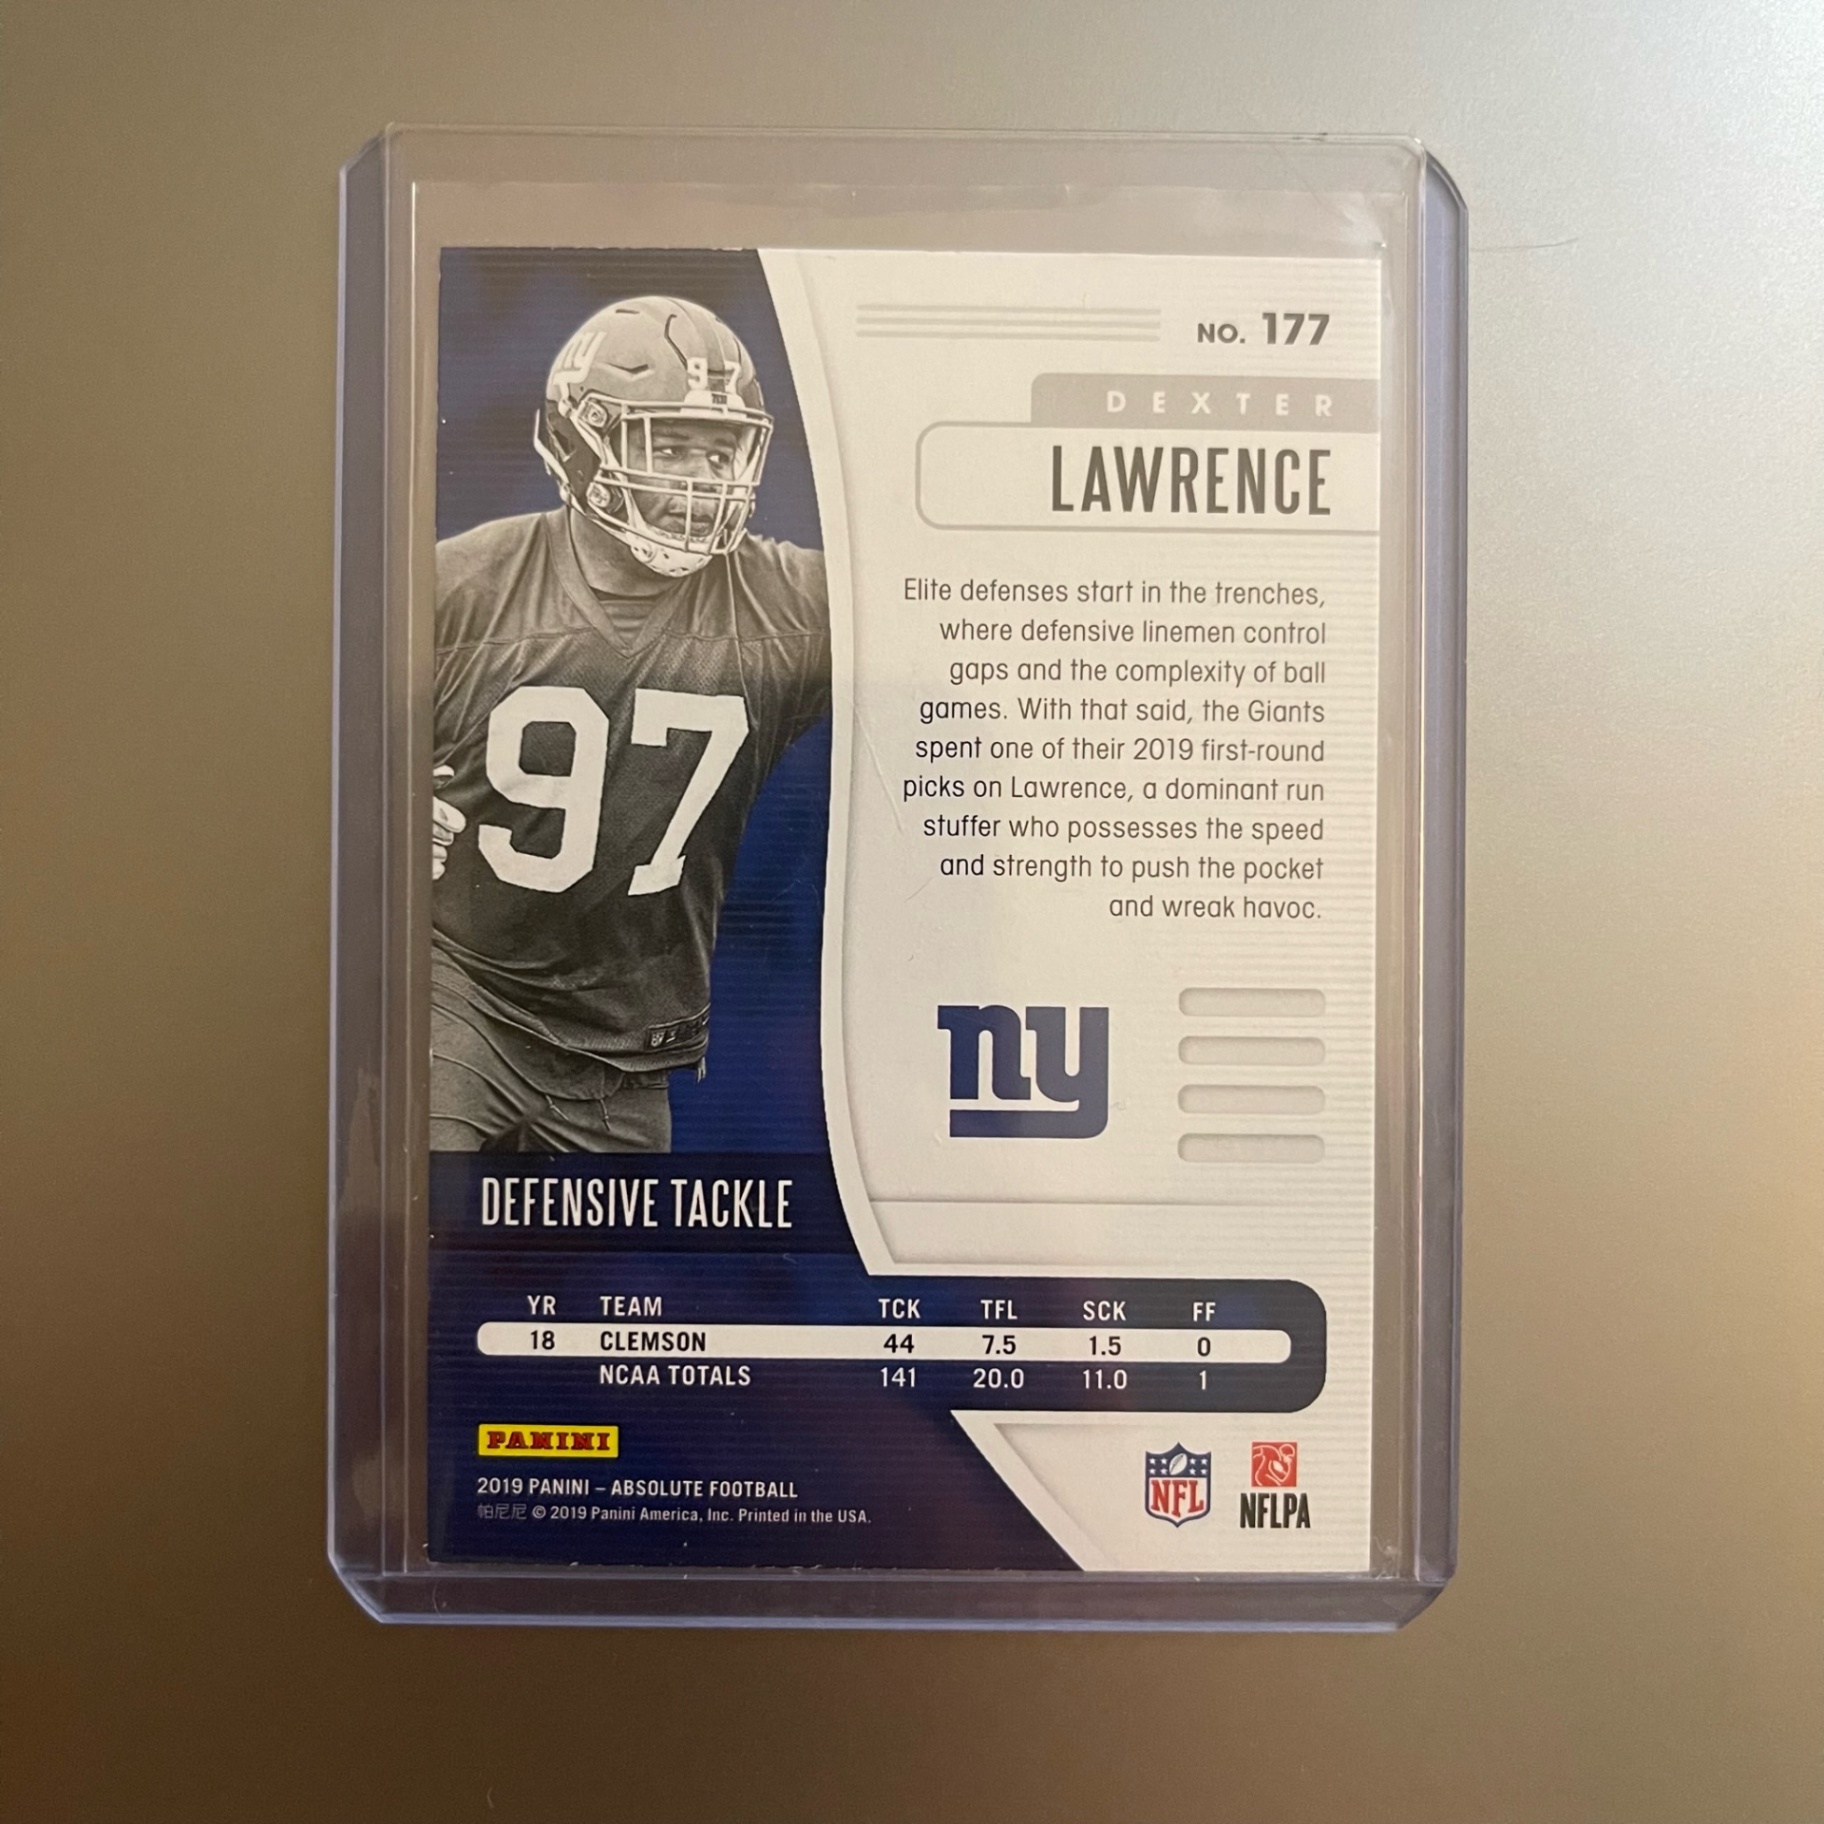 NO. 177
DEXTER
LAWRENCE
Elite defenses start in the trenches,
where defensive linemen control
gaps and the complexity of ball
games. With that said, the Giants
spent one of their 2019 first-round
picks on Lawrence, a dominant run
stuffer who possesses the speed
and strength to push the pocket
and wreak havoc.
ny
97
ny
97
DEFENSIVE TACKLE
YR TEAM TCK TFL SCK FF
18 CLEMSON 44 7.5 1.5 0
NCAA TOTALS 141 20.0 11.0 1
PANINI
2019 PANINI – ABSOLUTE FOOTBALL
帕尼尼 © 2019 Panini America, Inc. Printed in the USA.
NFL
NFLPA